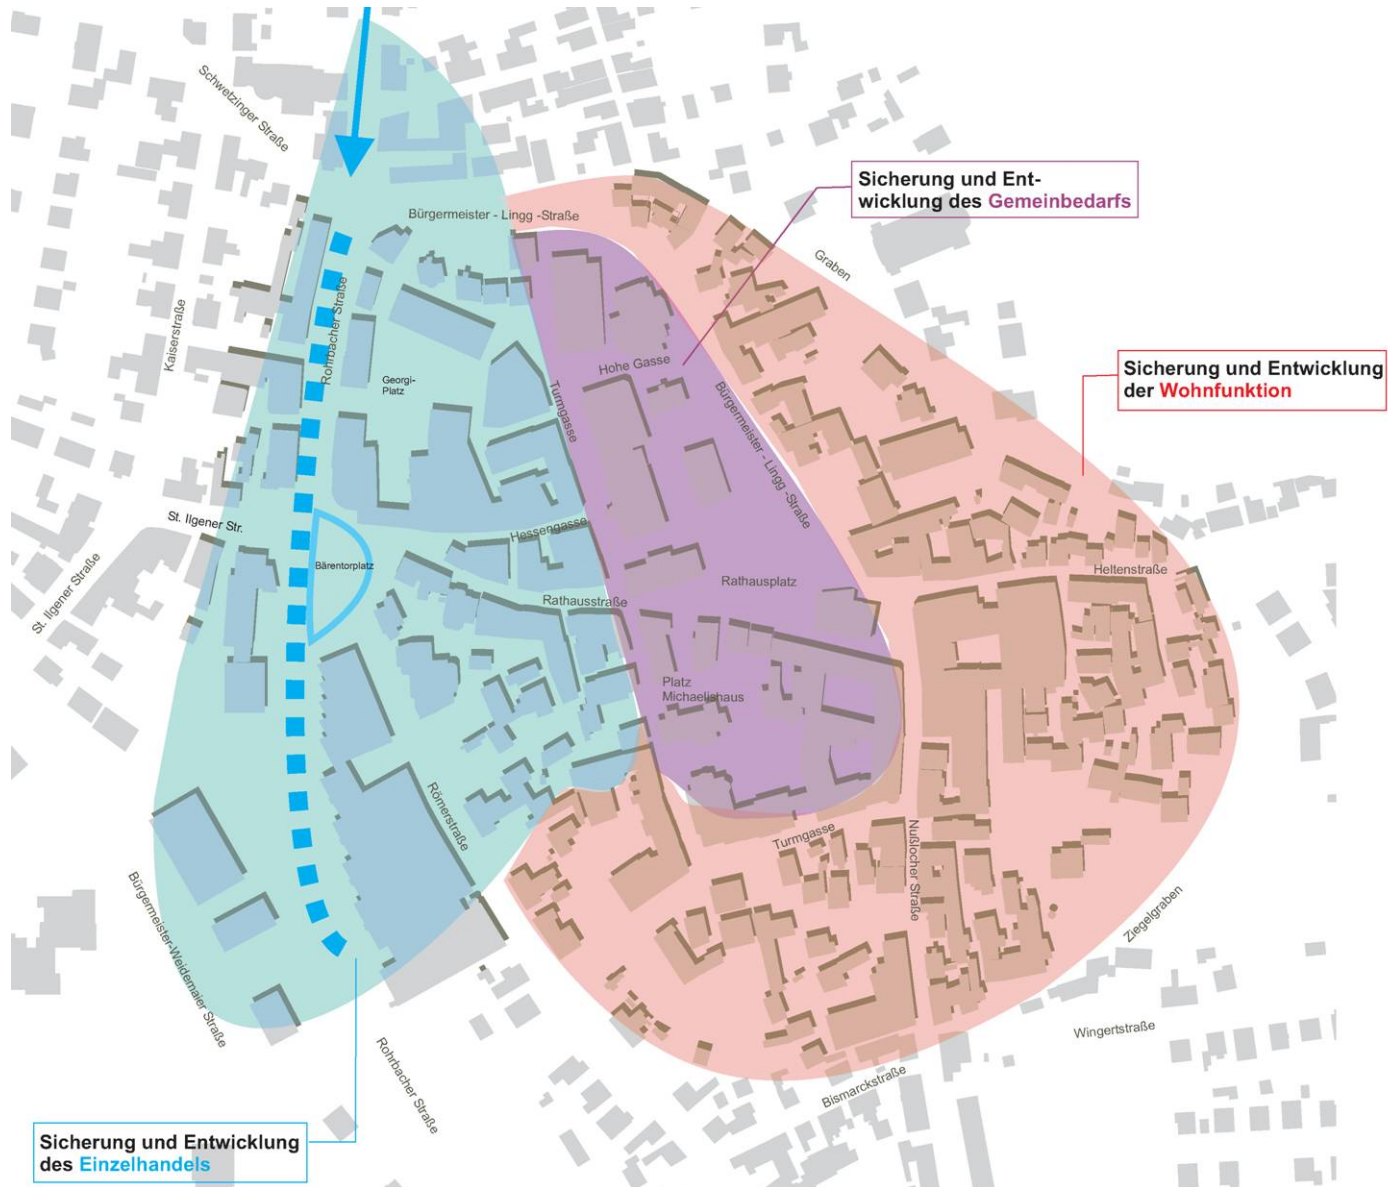 Schwetzinger Straße
Bürgermeister - Lingg -Straße
Sicherung und Ent-
wicklung des Gemeinbedarfs
Graben
Kaiserstraße
Rohrbacher Straße
Georgi-
Platz
Hohe Gasse
Turmgasse
Bürgermeister - Lingg -Straße
Sicherung und Entwicklung
der Wohnfunktion
St. Ilgener Str.
Hessengasse
Bärentorplatz
St. Ilgener Straße
Rathausstraße
Rathausplatz
Heltenstraße
Platz
Michaelishaus
Römerstraße
Turmgasse
Nußlocher Straße
Bürgermeister-Weidemaier Straße
Ziegelgraben
Wingertstraße
Rohrbacher Straße
Bismarckstraße
Sicherung und Entwicklung
des Einzelhandels